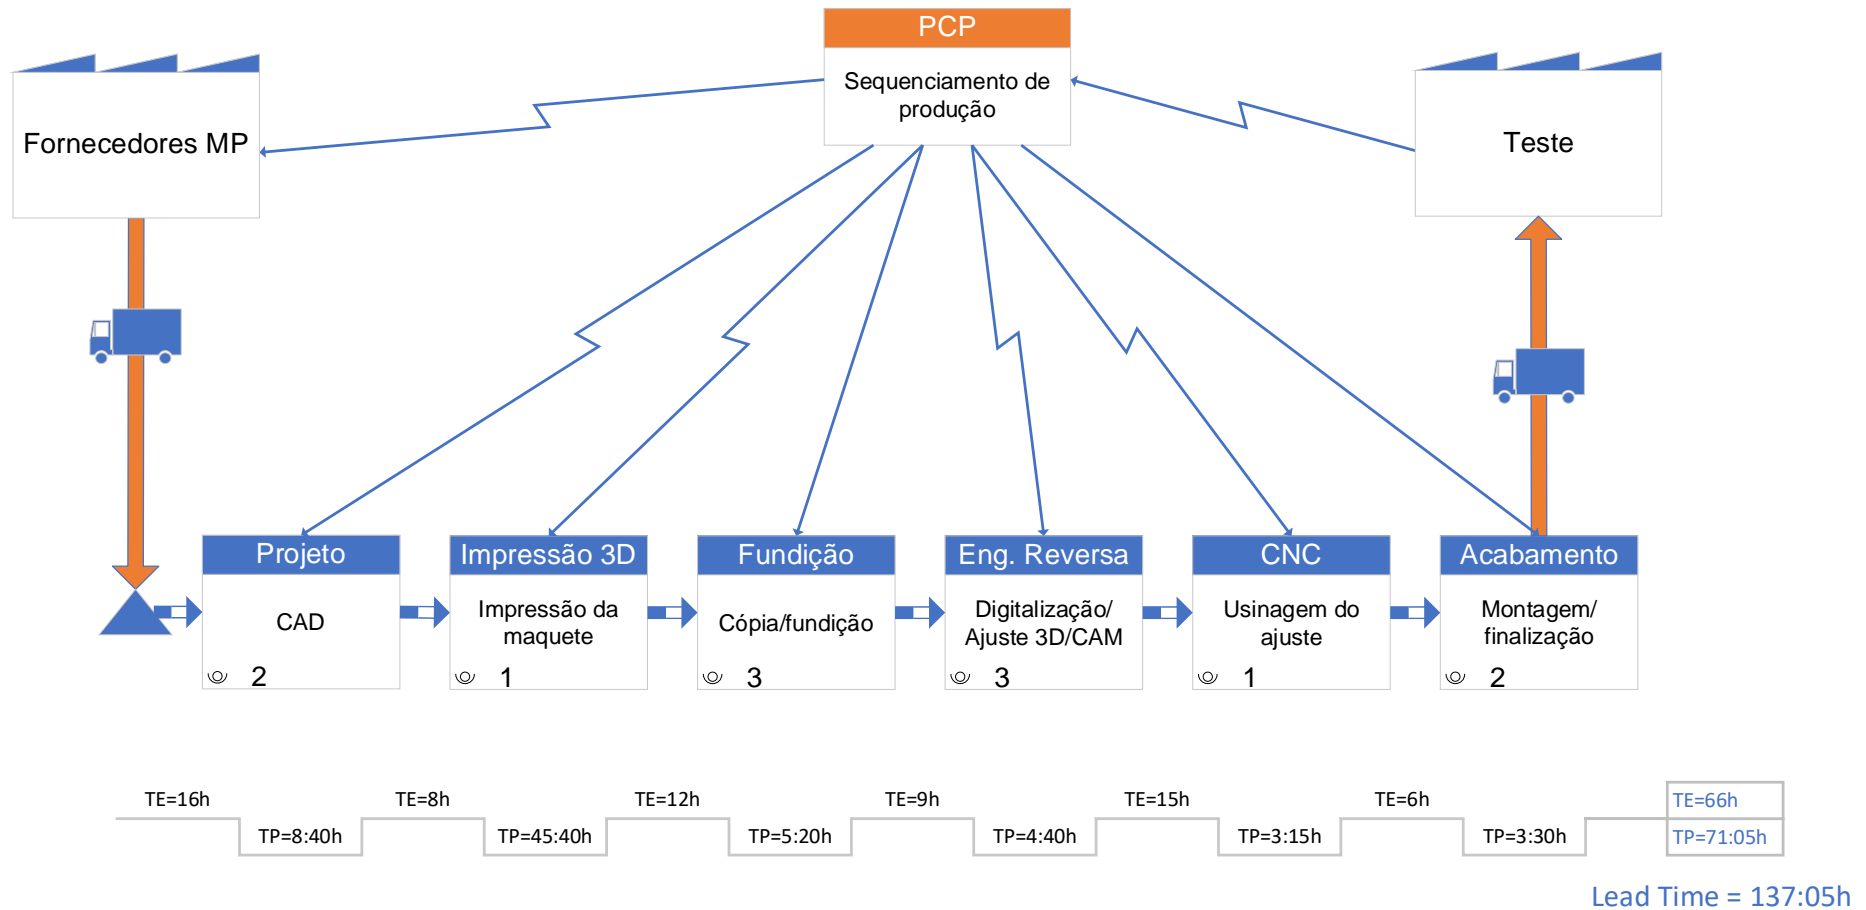 PCP
Sequenciamento de
produção
Fornecedores MP
Teste
Projeto
CAD
2
Impressão 3D
Impressão da
maquete
1
Fundição
Cópia/fundição
3
Eng. Reversa
Digitalização/
Ajuste 3D/CAM
3
CNC
Usinagem do
ajuste
1
Acabamento
Montagem/
finalização
2
TE=16h
TE=8h
TE=12h
TE=9h
TE=15h
TE=6h
TE=66h
TP=8:40h
TP=45:40h
TP=5:20h
TP=4:40h
TP=3:15h
TP=3:30h
TP=71:05h
Lead Time = 137:05h